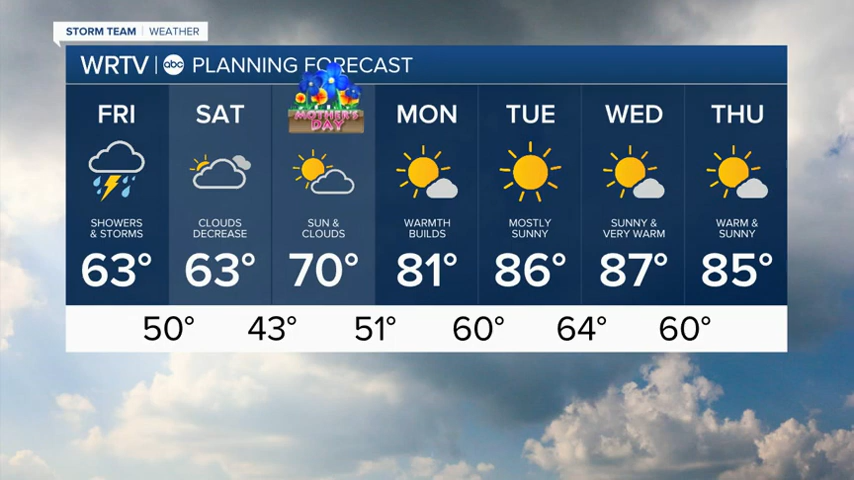 STORM TEAM | WEATHER
WRTV | abc PLANNING FORECAST
FRI SAT MOTHER'S DAY MON TUE WED THU
SHOWERS & STORMS
CLOUDS DECREASE
SUN & CLOUDS
WARMTH BUILDS
MOSTLY SUNNY
SUNNY & VERY WARM
WARM & SUNNY
63° 63° 70° 81° 86° 87° 85°
50° 43° 51° 60° 64° 60°